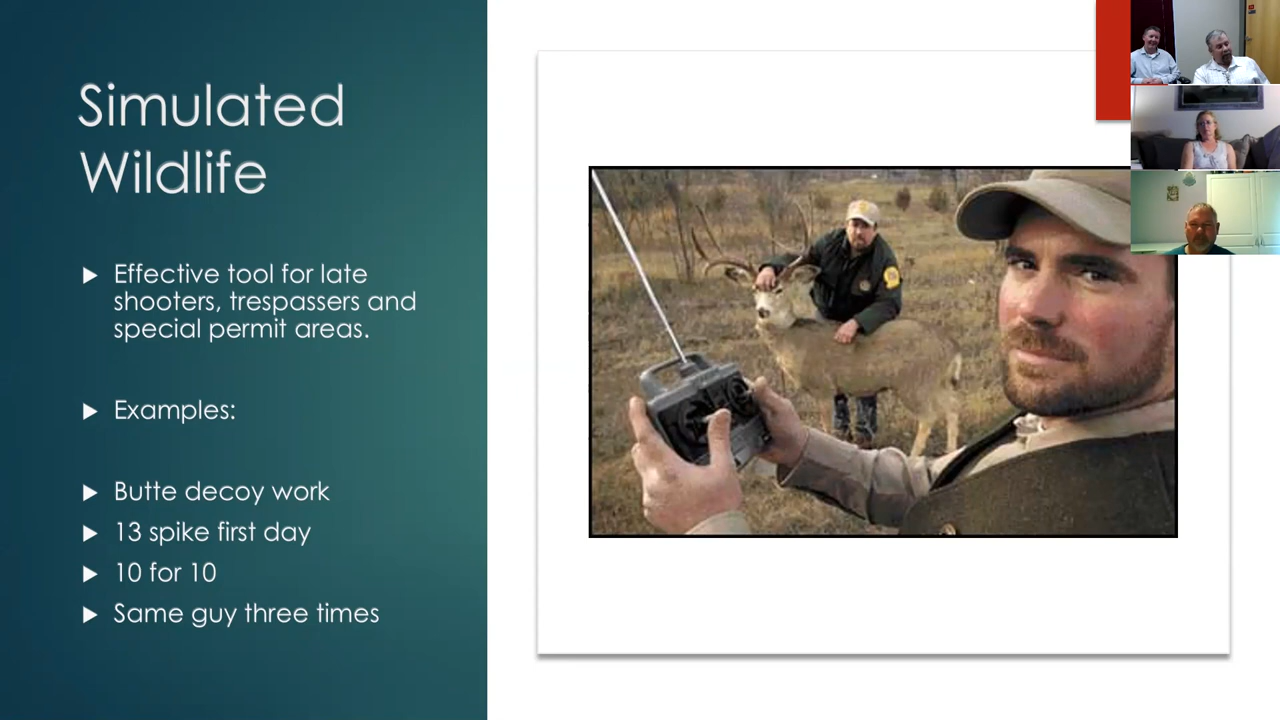 Simulated
Wildlife
Effective tool for late
shooters, trespassers and
special permit areas.
Examples:
Butte decoy work
13 spike first day
10 for 10
Same guy three times